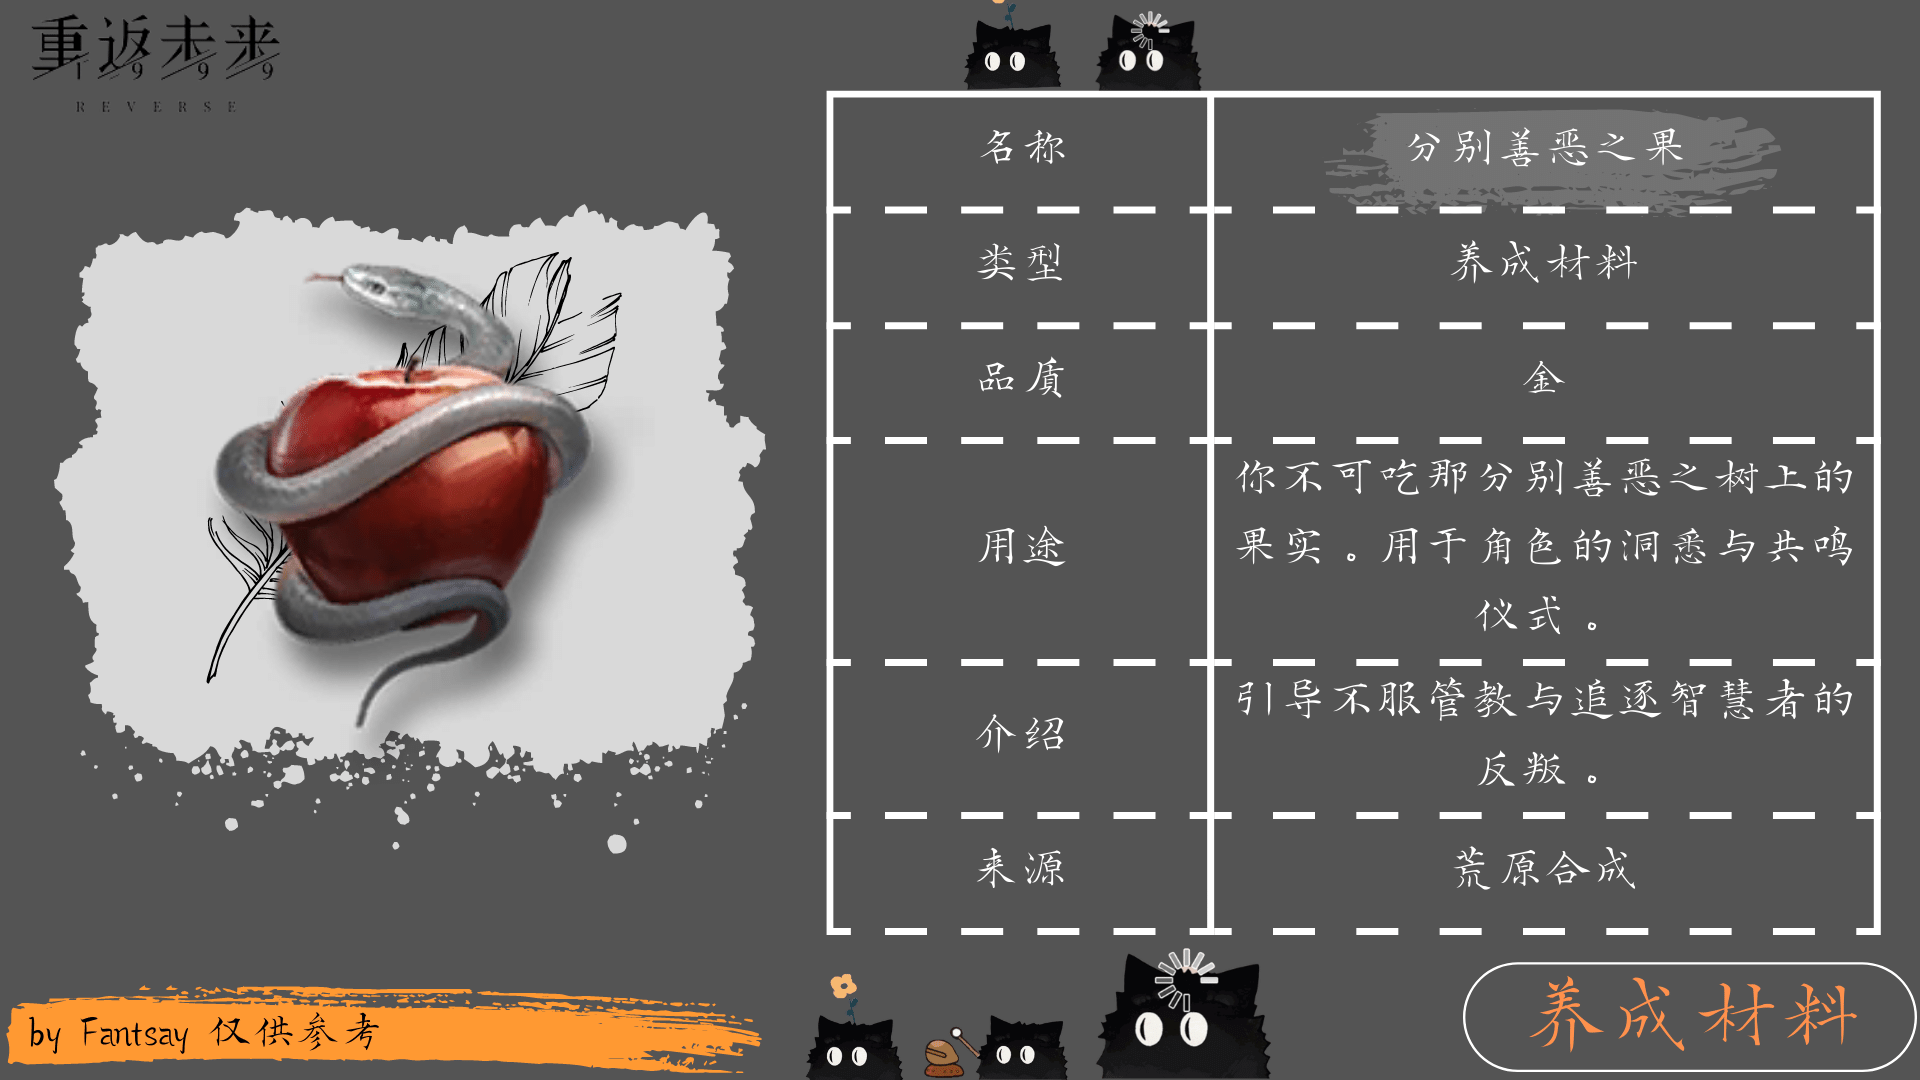 重返未来
1999
REVERSE
名称
分别善恶之果
类型
养成材料
品质
金
用途
你不可吃那分别善恶之树上的
果实。用于角色的洞悉与共鸣
仪式。
介绍
引导不服管教与追逐智慧者的
反叛。
来源
荒原合成
by Fantsay 仅供参考
养成材料